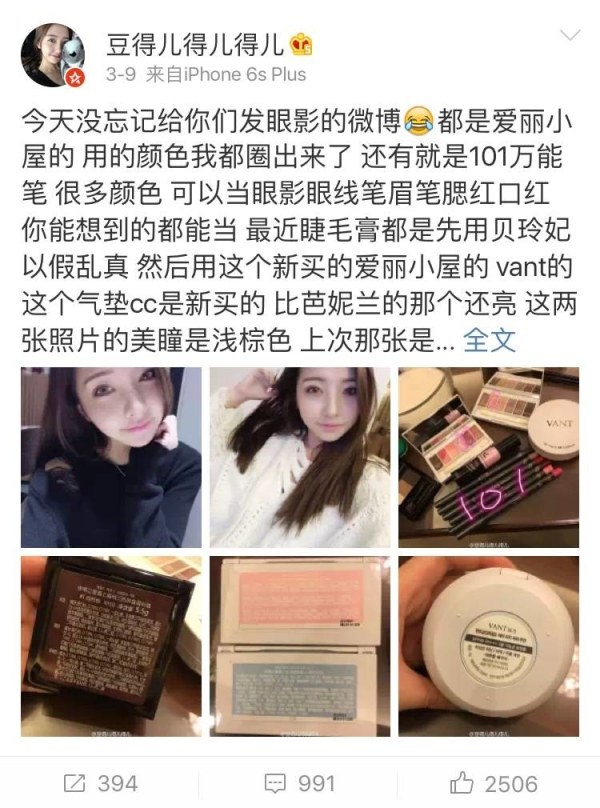 豆得儿得儿得儿
3-9 来自iPhone 6s Plus
今天没忘记给你们发眼影的微博😂都是爱丽小
屋的 用的颜色我都圈出来了 还有就是101万能
笔 很多颜色 可以当眼影眼线笔眉笔腮红口红
你能想到的都能当 最近睫毛膏都是先用贝玲妃
以假乱真 然后用这个新买的爱丽小屋的 vant的
这个气垫cc是新买的 比芭妮兰的那个还亮 这两
张照片的美瞳是浅棕色 上次那张是... 全文
VANT
101
5.5g
VANT 36.5
394
991
2506